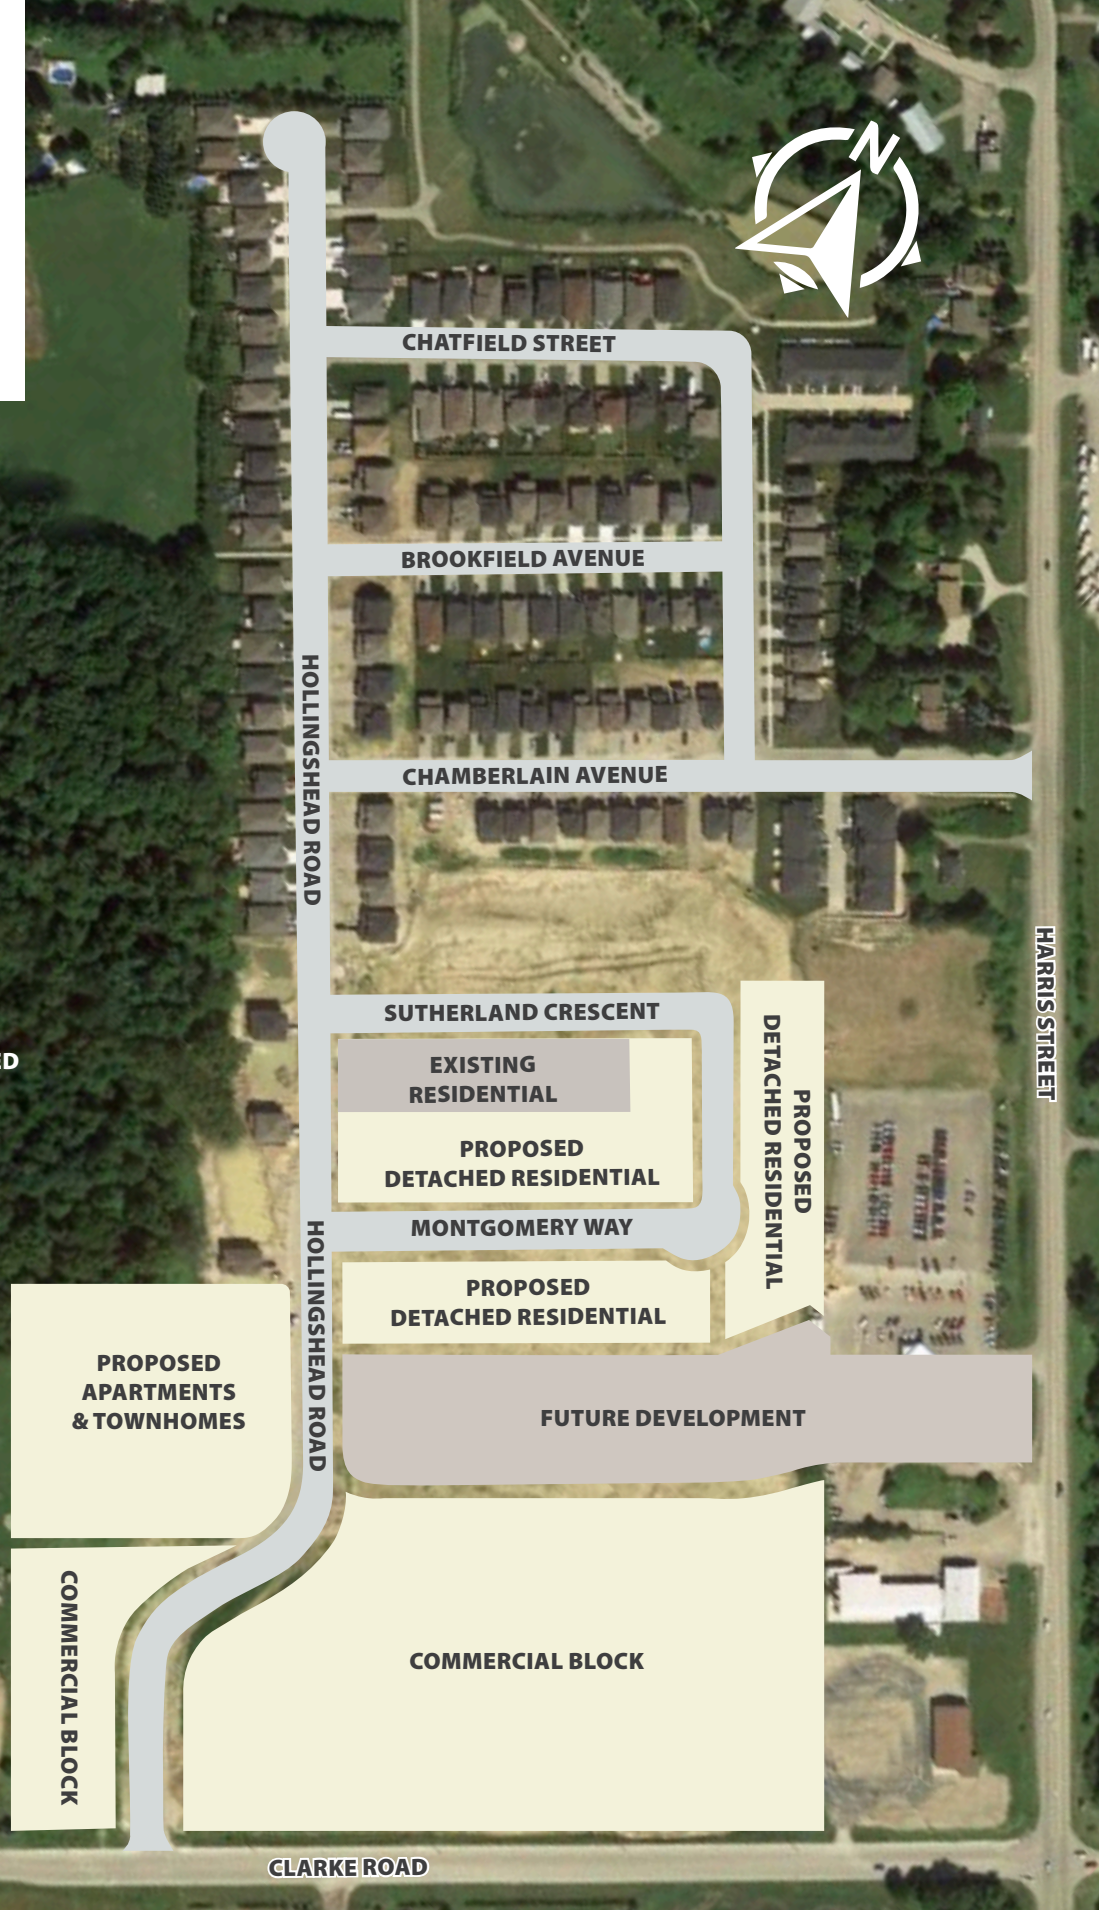 N
CHATFIELD STREET
BROOKFIELD AVENUE
HOLLINGSHEAD ROAD
CHAMBERLAIN AVENUE
HARRIS STREET
SUTHERLAND CRESCENT
ED
EXISTING
RESIDENTIAL
PROPOSED
DETACHED RESIDENTIAL
PROPOSED
DETACHED RESIDENTIAL
MONTGOMERY WAY
HOLLINGSHEAD ROAD
PROPOSED
DETACHED RESIDENTIAL
PROPOSED
APARTMENTS
& TOWNHOMES
FUTURE DEVELOPMENT
COMMERCIAL BLOCK
COMMERCIAL BLOCK
CLARKE ROAD